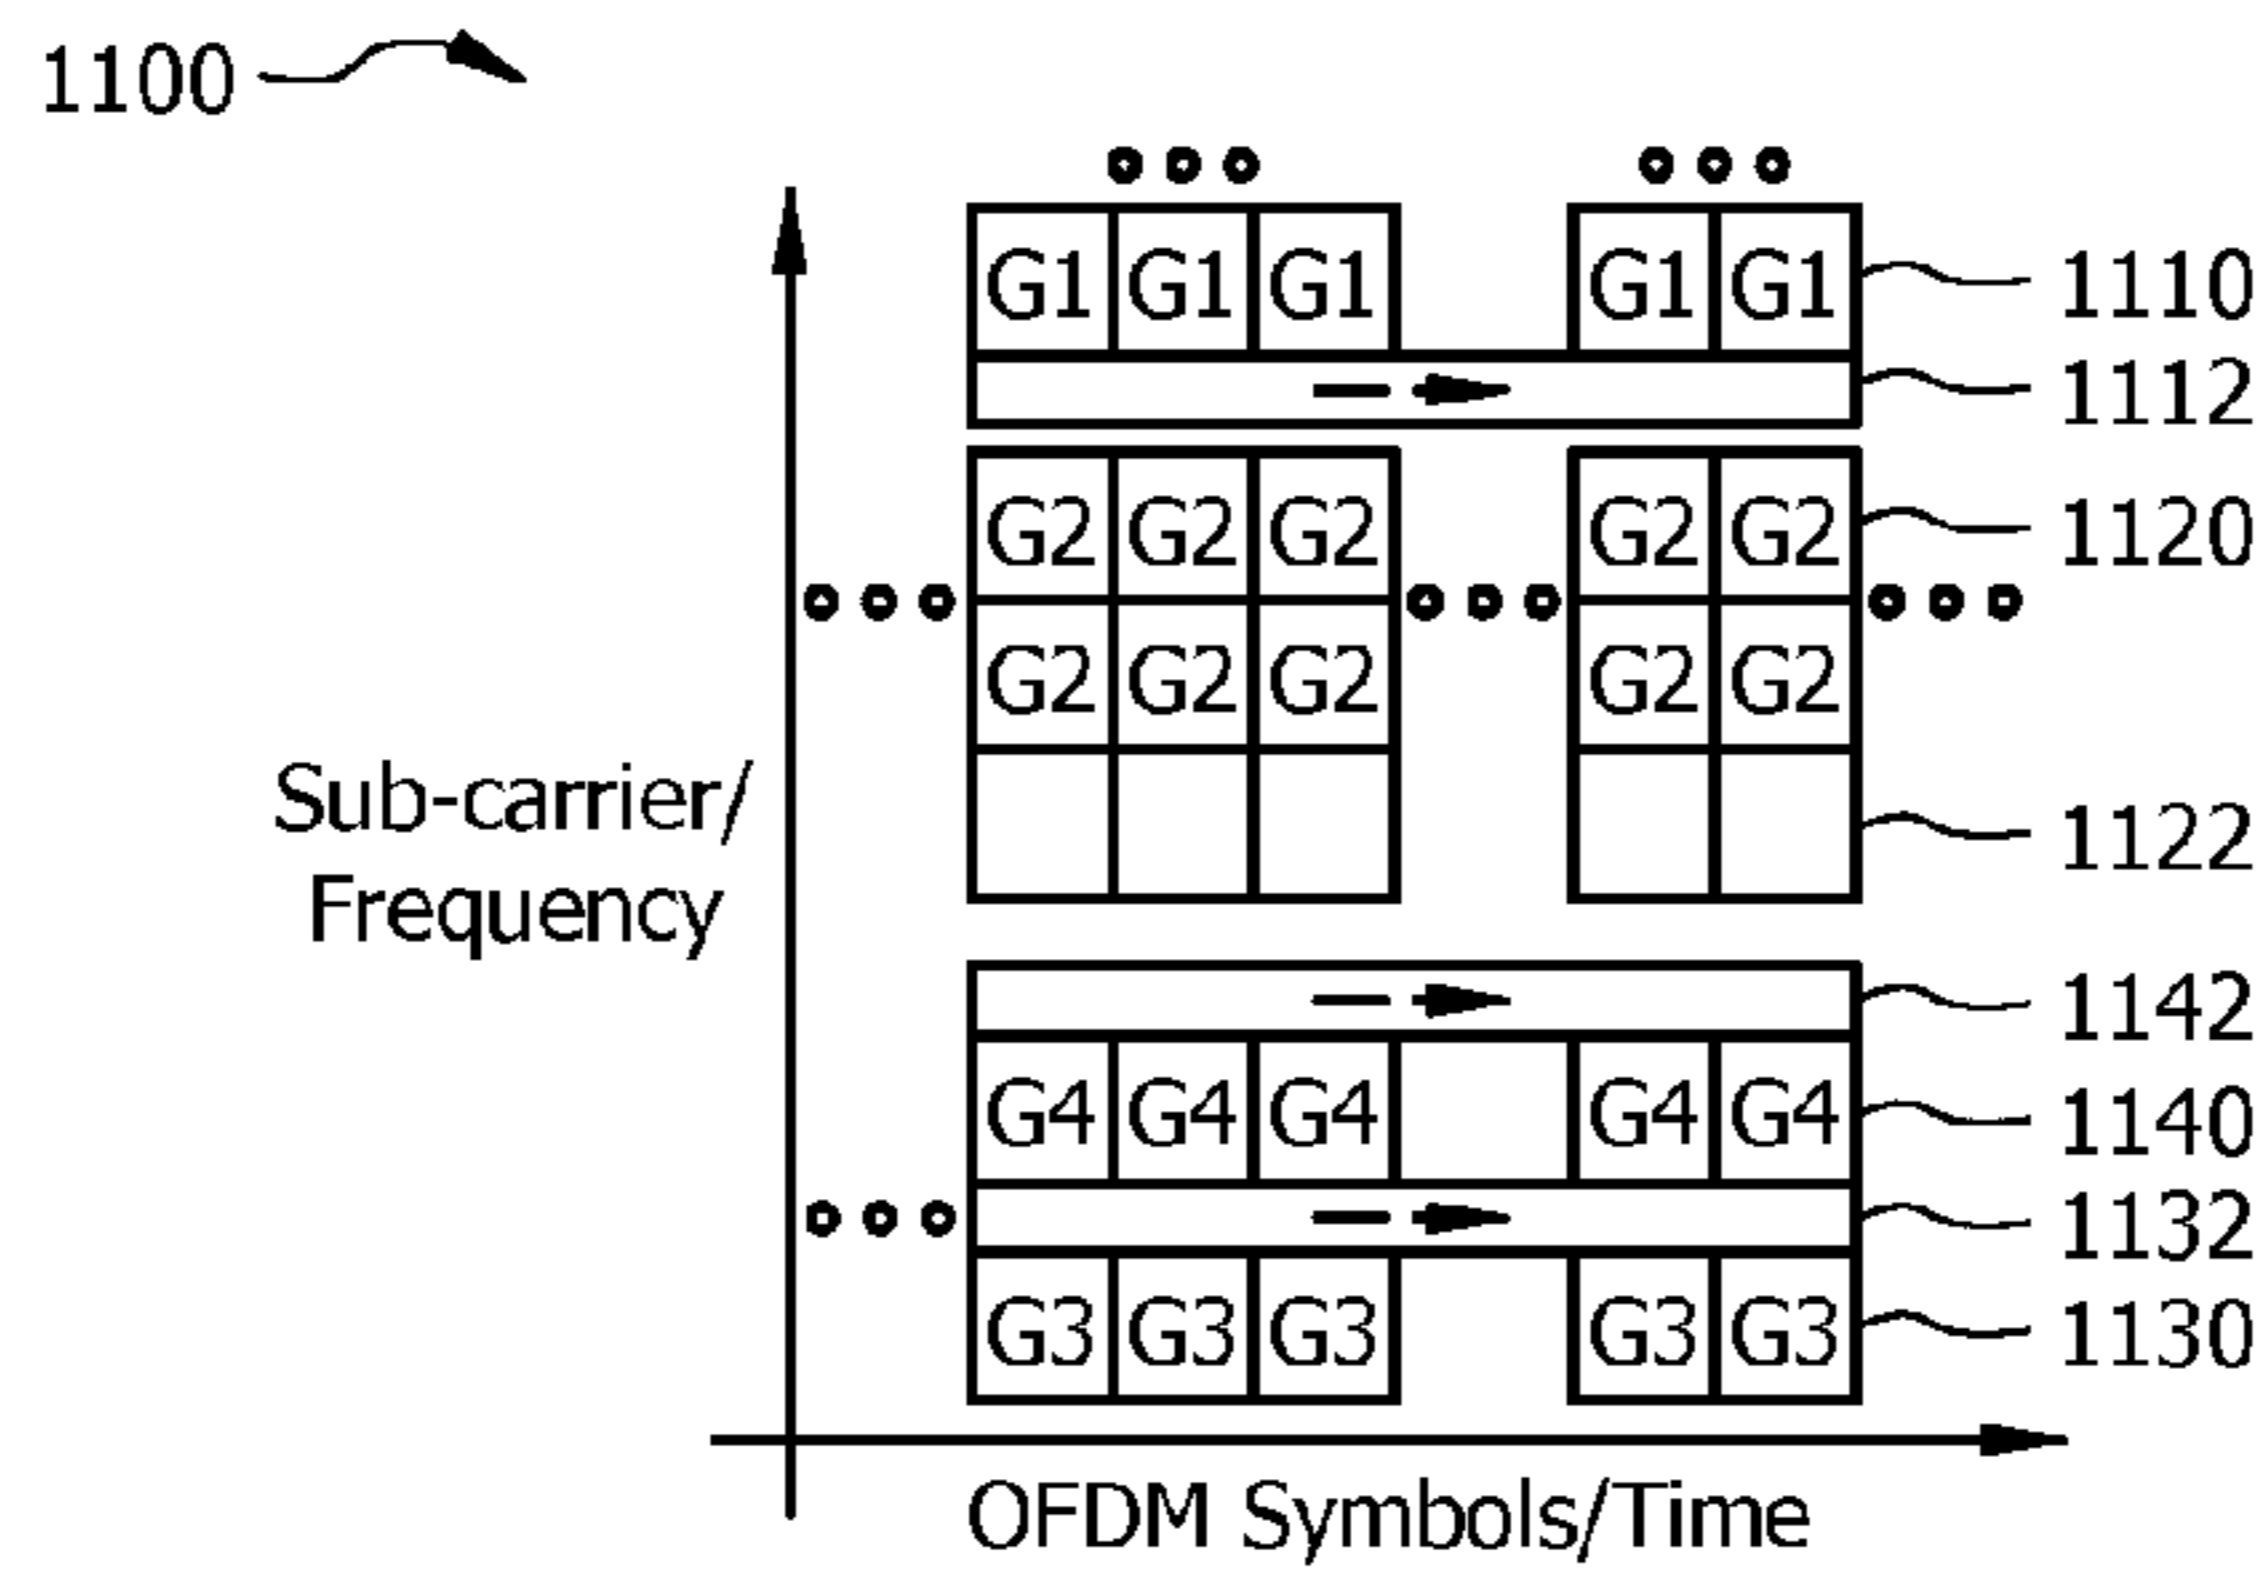 1100
G1 G1 G1 G1 G1 1110
1112
G2 G2 G2 G2 G2 1120
G2 G2 G2 G2 G2
Sub-carrier/
Frequency
1122
1142
G4 G4 G4 G4 G4 1140
1132
G3 G3 G3 G3 G3 1130
OFDM Symbols/Time